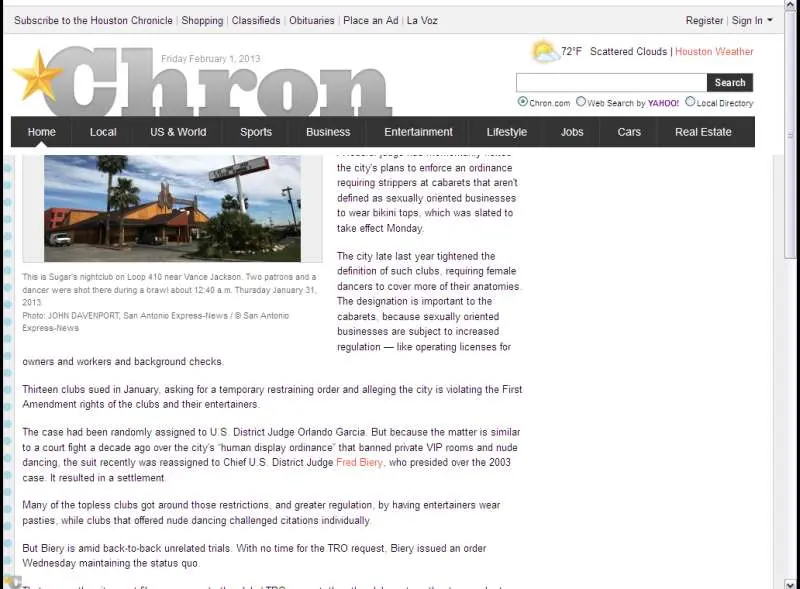 Subscribe to the Houston Chronicle | Shopping | Classifieds | Obituaries | Place an Ad | La Voz
Register | Sign In
Chron
Friday February 1, 2013
72°F Scattered Clouds | Houston Weather
Search
Chron.com Web Search by YAHOO! Local Directory
Home Local US & World Sports Business Entertainment Lifestyle Jobs Cars Real Estate
the city's plans to enforce an ordinance
requiring strippers at cabarets that aren't
defined as sexually oriented businesses
to wear bikini tops, which was slated to
take effect Monday.
The city late last year tightened the
definition of such clubs, requiring female
dancers to cover more of their anatomies.
The designation is important to the
cabarets, because sexually oriented
businesses are subject to increased
regulation — like operating licenses for
owners and workers and background checks.
This is Sugar's nightclub on Loop 410 near Vance Jackson. Two patrons and a
dancer were shot there during a brawl about 12:40 a.m. Thursday January 31,
2013.
Photo: JOHN DAVENPORT, San Antonio Express-News / © San Antonio
Express-News
Thirteen clubs sued in January, asking for a temporary restraining order and alleging the city is violating the First
Amendment rights of the clubs and their entertainers.
The case had been randomly assigned to U.S. District Judge Orlando Garcia. But because the matter is similar
to a court fight a decade ago over the city's "human display ordinance" that banned private VIP rooms and nude
dancing, the suit recently was reassigned to Chief U.S. District Judge Fred Biery, who presided over the 2003
case. It resulted in a settlement.
Many of the topless clubs got around those restrictions, and greater regulation, by having entertainers wear
pasties, while clubs that offered nude dancing challenged citations individually.
But Biery is amid back-to-back unrelated trials. With no time for the TRO request, Biery issued an order
Wednesday maintaining the status quo.